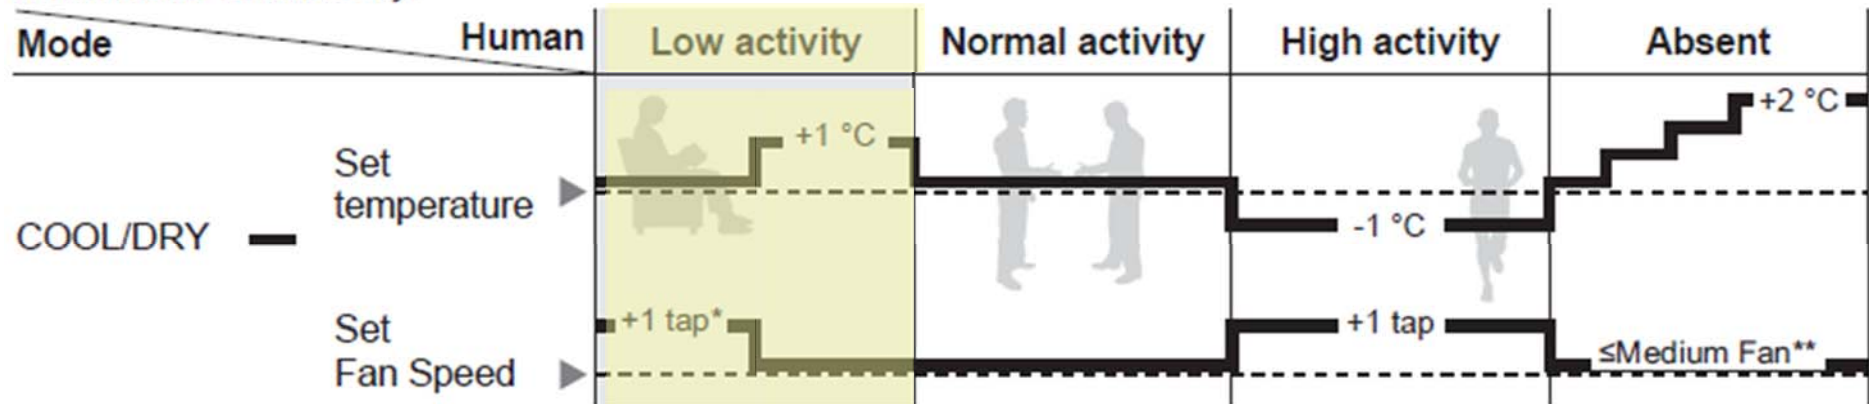 Mode
Human
Low activity
Normal activity
High activity
Absent
COOL/DRY
Set
temperature
+1 °C
-1 °C
+2 °C
Set
Fan Speed
+1 tap*
+1 tap
≤Medium Fan**